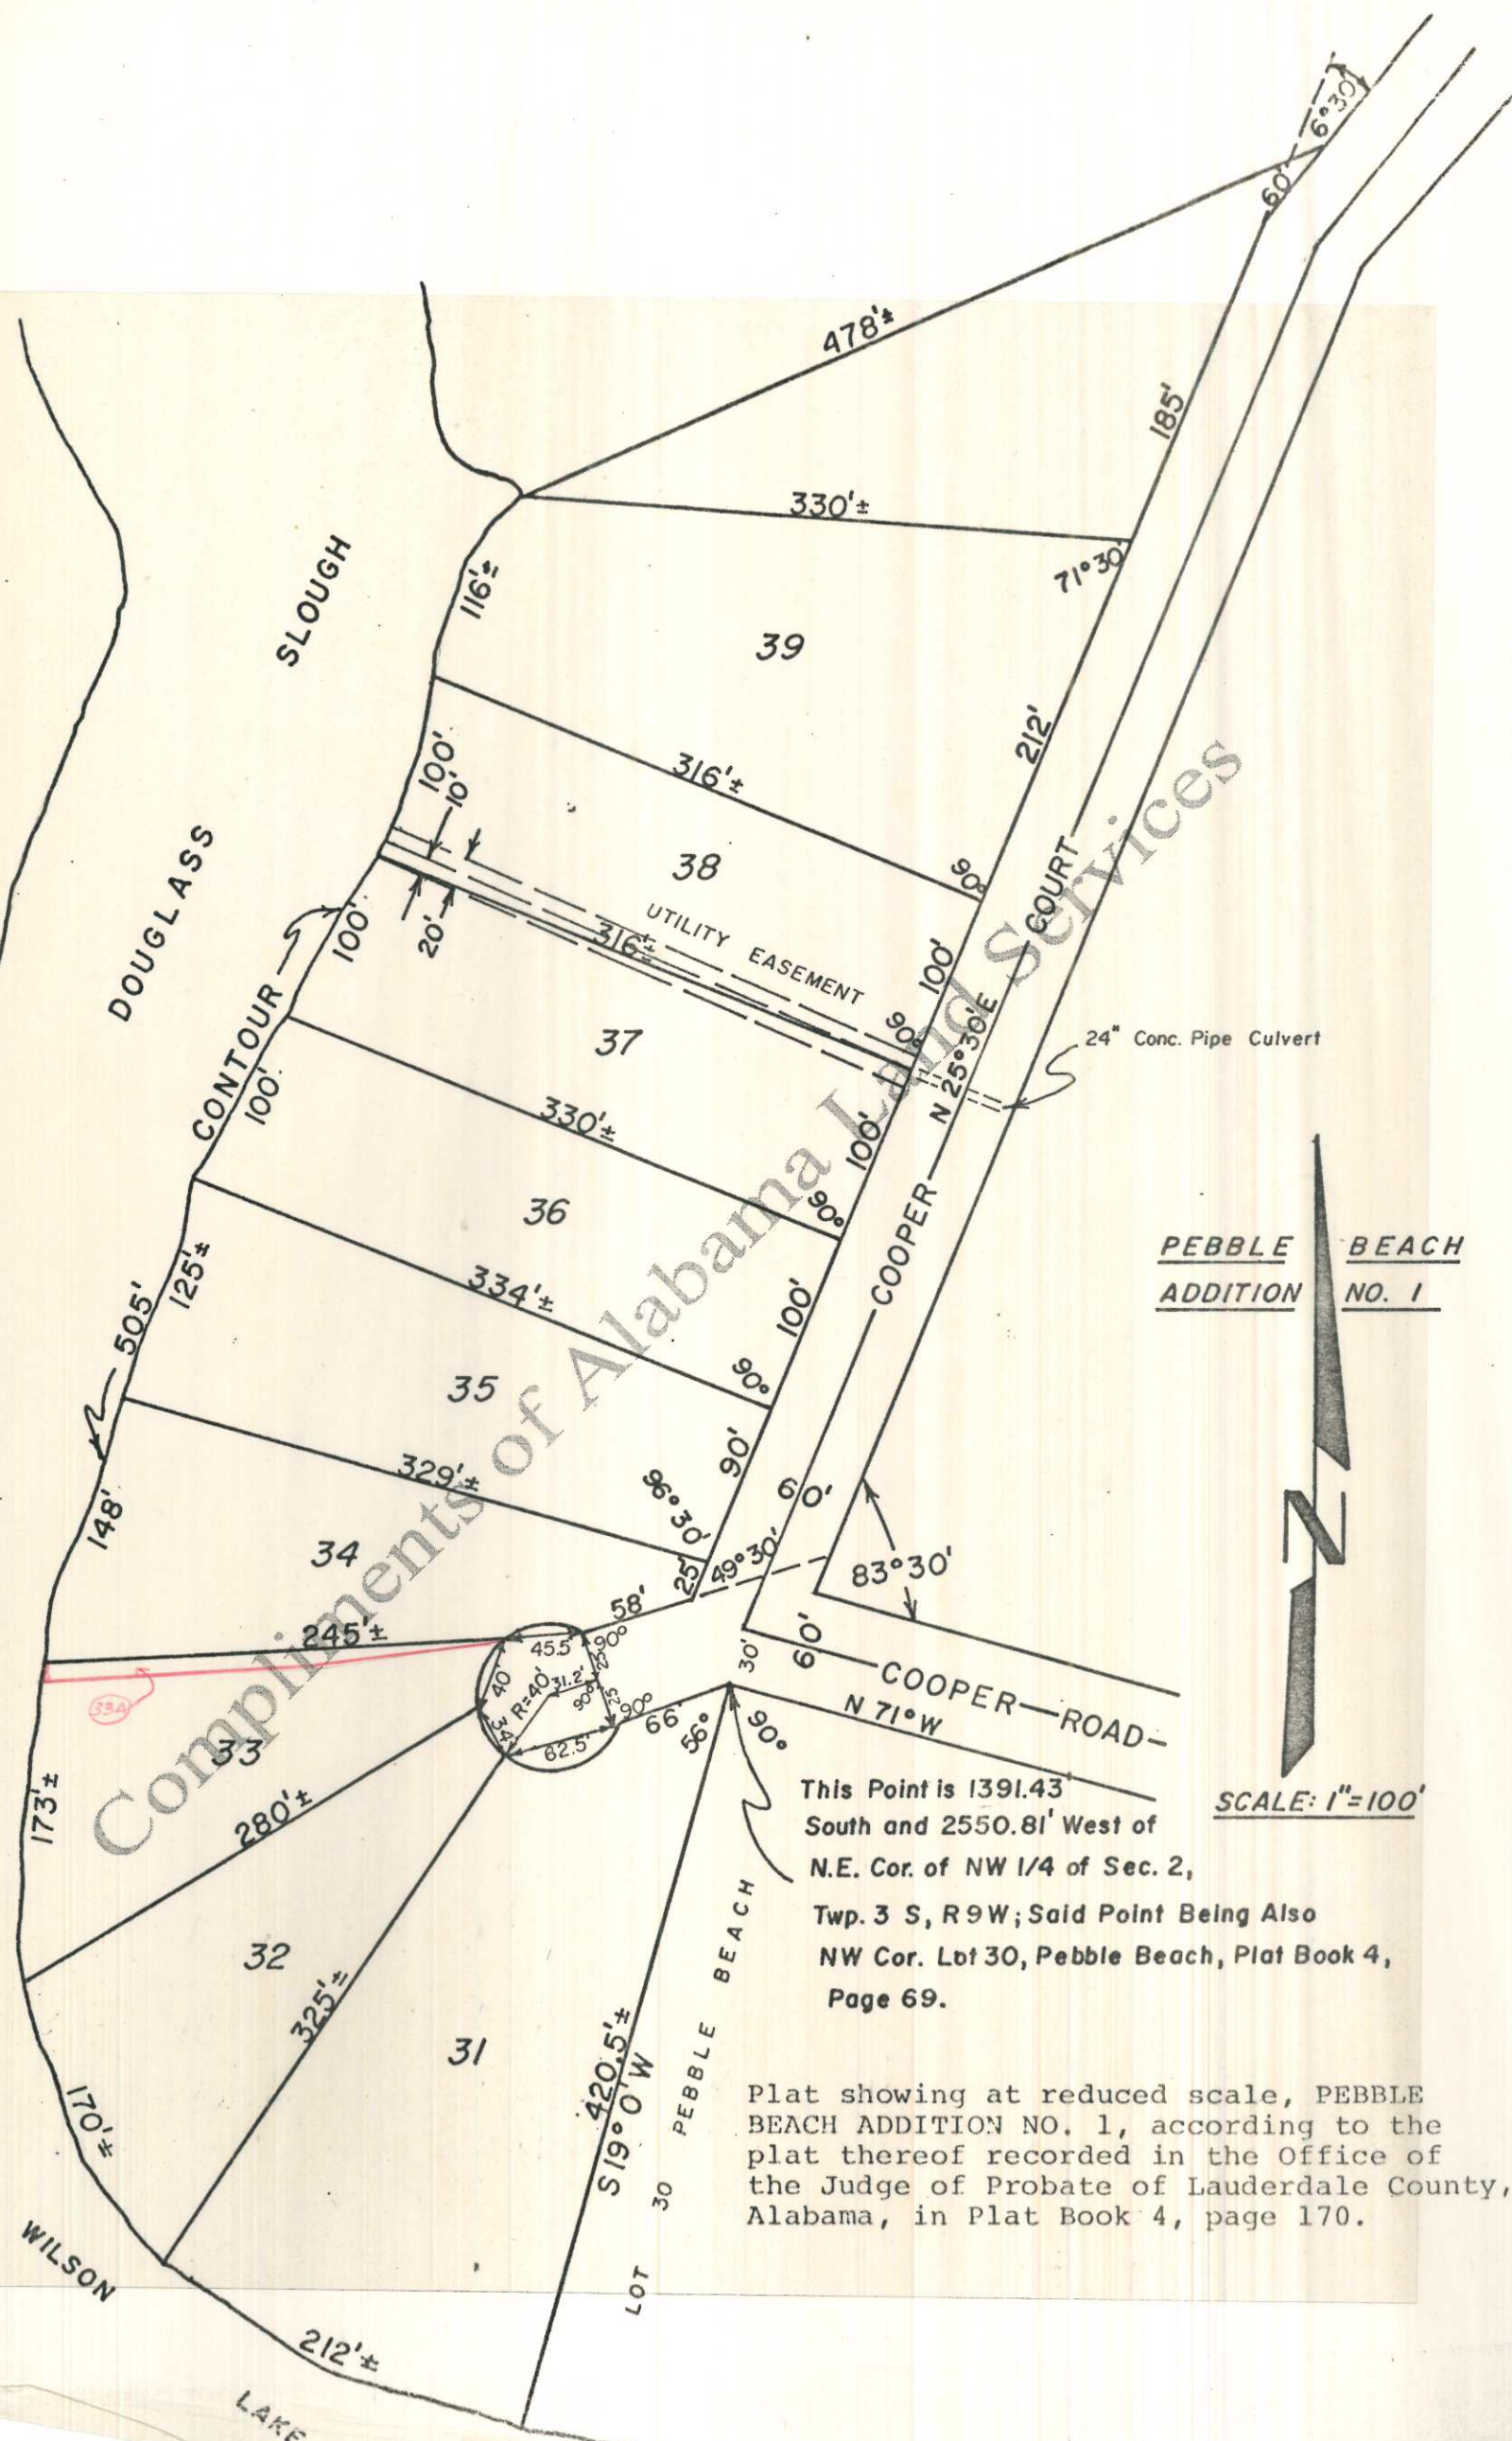 6°30'
60'
478'±
185'
330'±
71°30'
116'±
SLOUGH
39
212'
100'
10'
316'±
90°
38
COURT
UTILITY EASEMENT
316'±
20'
100'
DOUGLASS
100'
90°
N 25°30'E
24" Conc. Pipe Culvert
37
CONTOUR
100'
330'±
100'
90°
36
COOPER
PEBBLE BEACH
ADDITION NO. 1
125'±
334'±
100'
505'
90°
35
90'
329'±
96°30'
60'
148'
34
25'
49°30'
83°30'
N
58'
245'±
45.5'
90°
25'
40'
R=40'
31.2'
90°
25'
90°
34'
62.5'
66'
56°
30'
60'
90°
COOPER ROAD
N 71° W
33A
33
173'±
280'±
This Point is 1391.43'
South and 2550.81' West of
N.E. Cor. of NW 1/4 of Sec. 2,
Twp. 3 S, R 9 W; Said Point Being Also
NW Cor. Lot 30, Pebble Beach, Plat Book 4,
Page 69.
SCALE: 1"=100'
32
325'±
31
420.5'±
S 19° 0' W
LOT 30 PEBBLE BEACH
170'±
Plat showing at reduced scale, PEBBLE
BEACH ADDITION NO. 1, according to the
plat thereof recorded in the Office of
the Judge of Probate of Lauderdale County,
Alabama, in Plat Book 4, page 170.
WILSON
212'±
LAKE
Compliments of Alabama Land Services